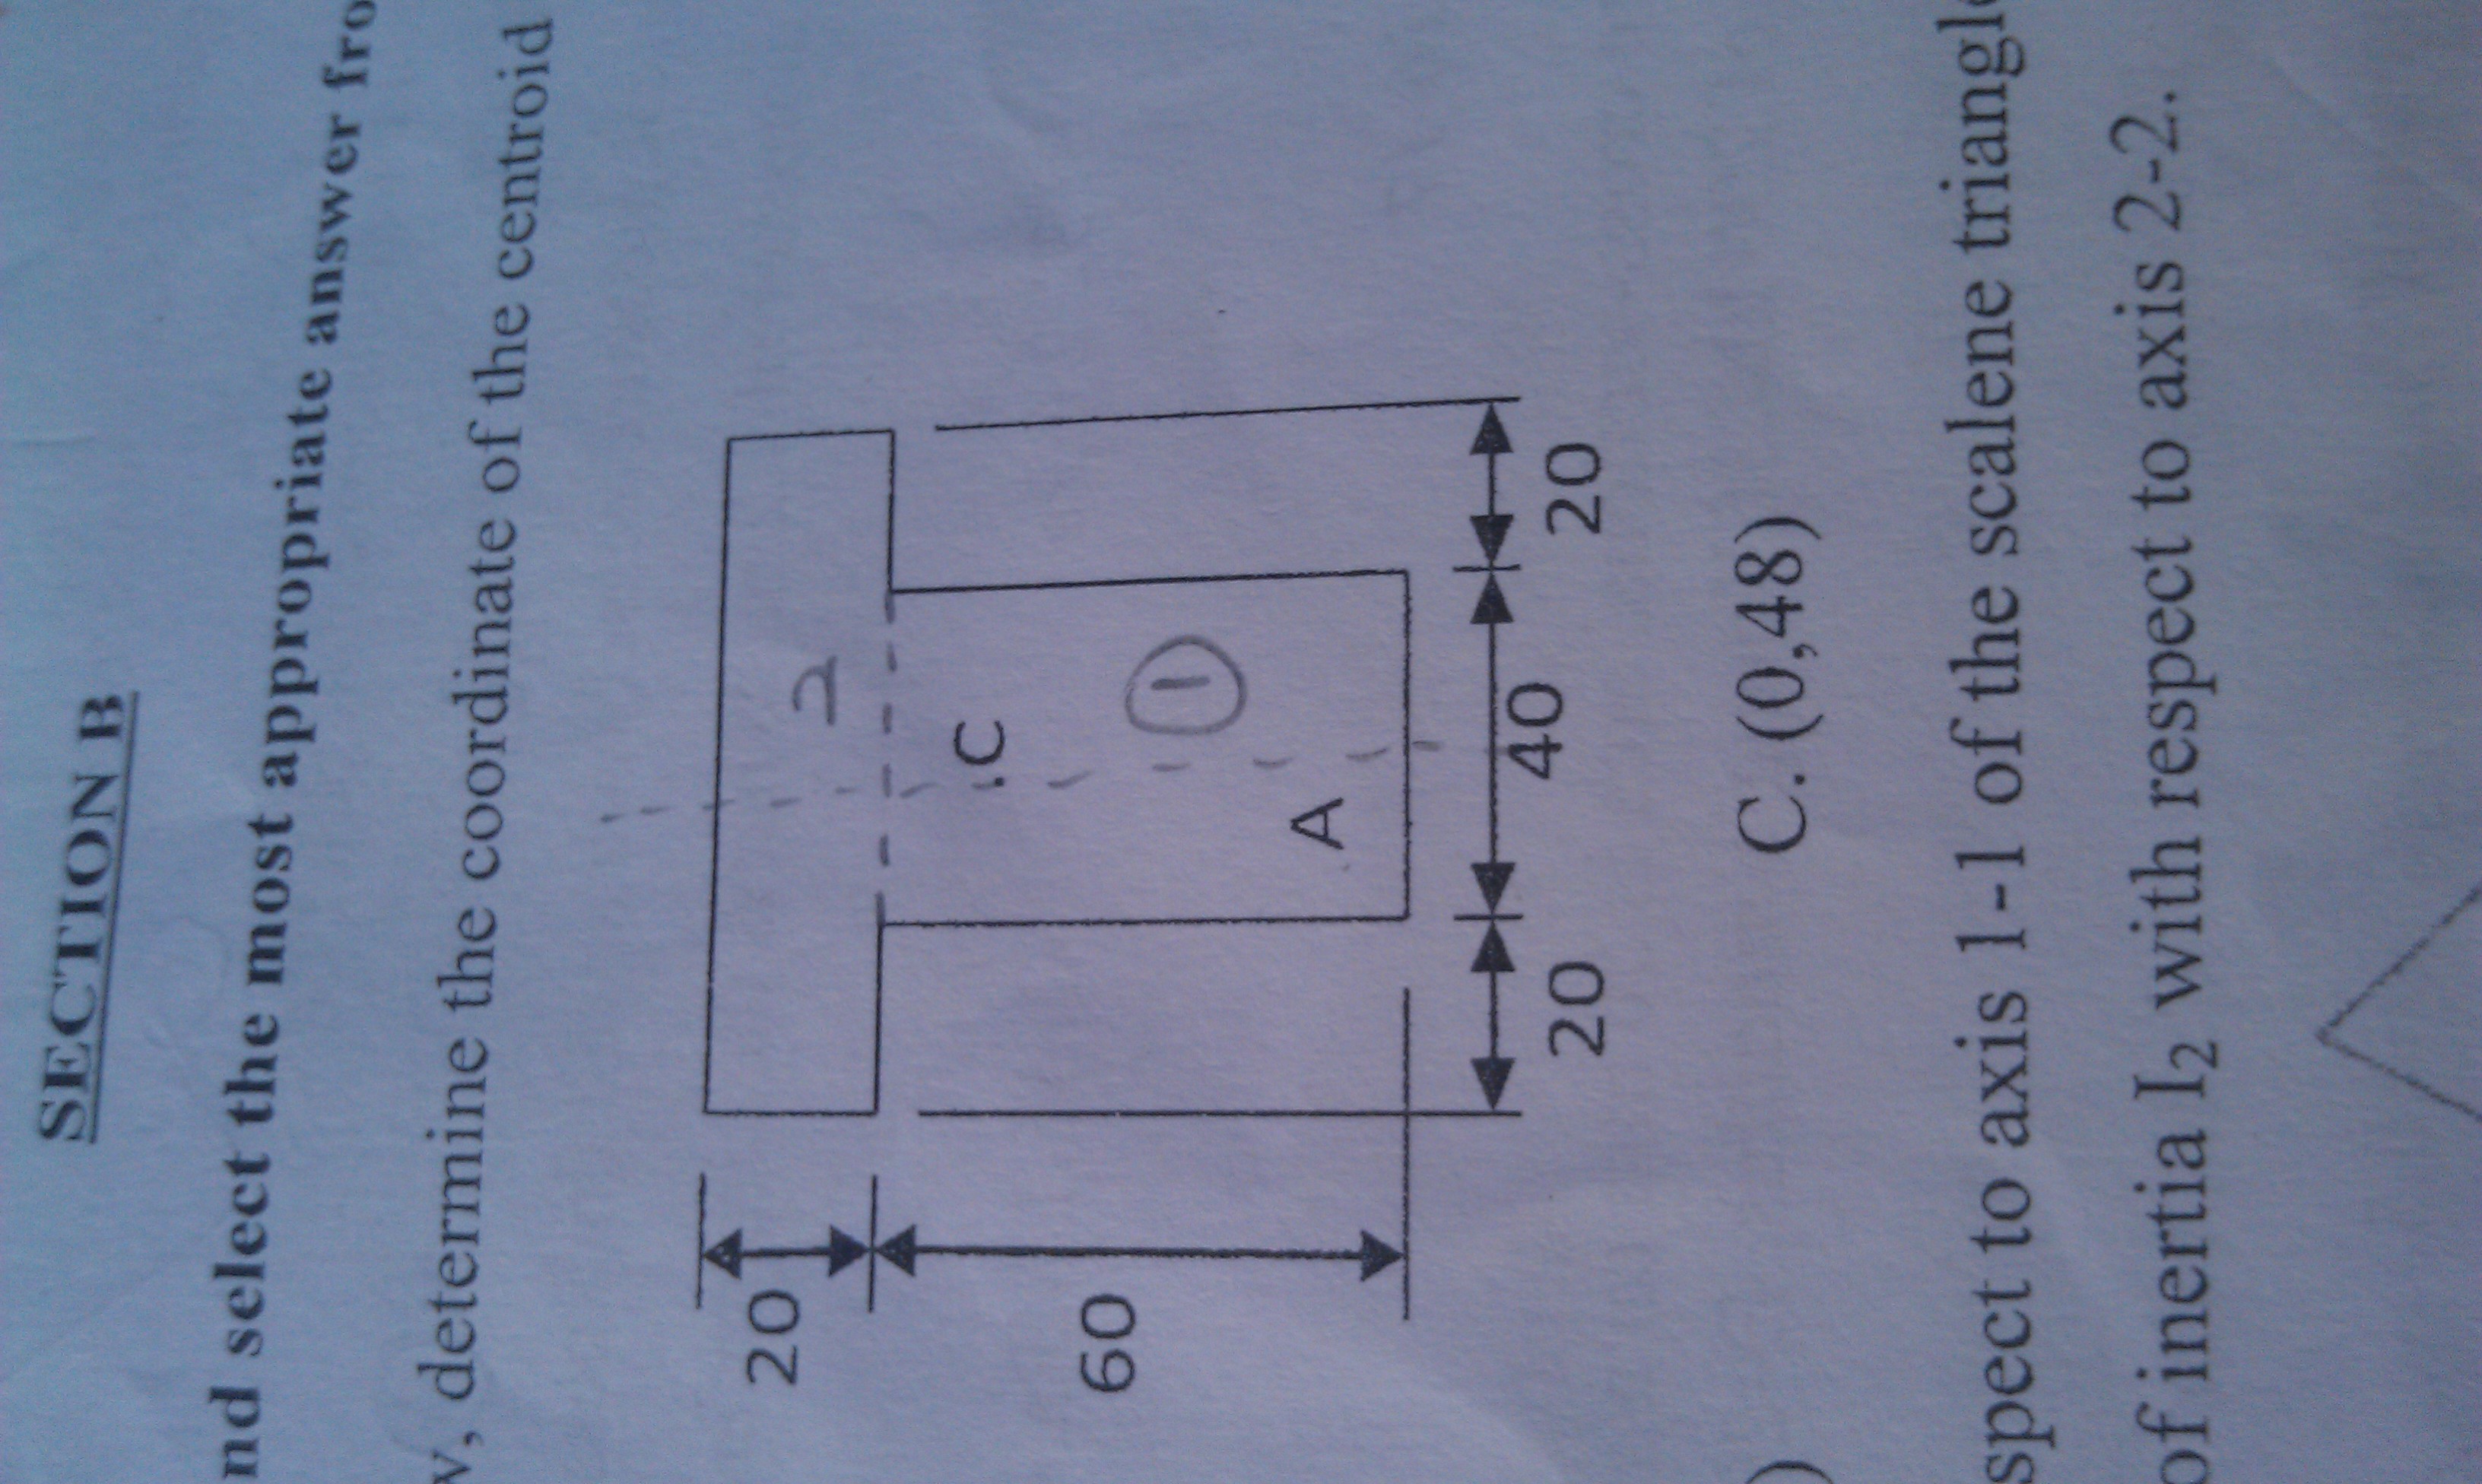 SECTION B
nd select the most appropriate answer fro
w, determine the coordinate of the centroid
20
2
.C
60
1
A
40
20
20
) C. (0,48)
spect to axis 1-1 of the scalene triangle
of inertia I₂ with respect to axis 2-2.